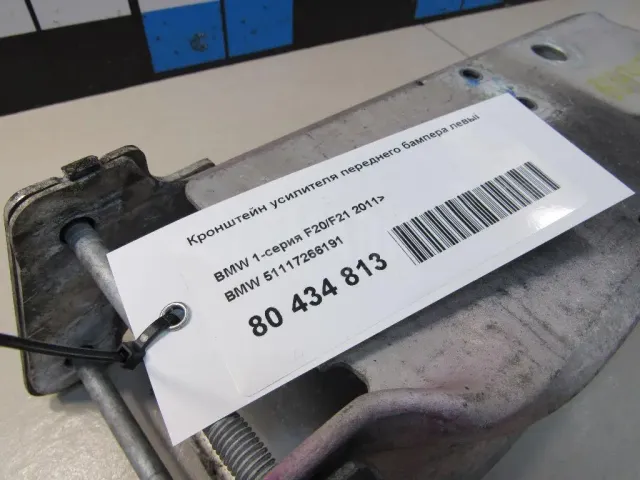 Кронштейн усилителя переднего бампера левый
BMW 1-серия F20/F21 2011>
BMW 51117266191
80 434 813